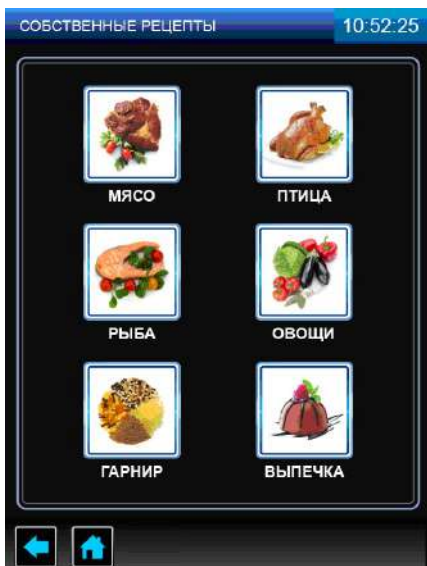 СОБСТВЕННЫЕ РЕЦЕПТЫ 10:52:25
МЯСО ПТИЦА
РЫБА ОВОЩИ
ГАРНИР ВЫПЕЧКА